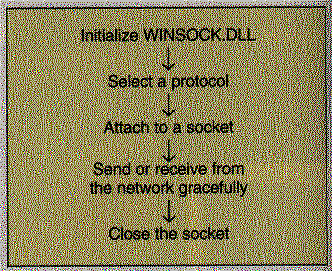 Initialize WINSOCK.DLL
Select a protocol
Attach to a socket
Send or receive from
the network gracefully
Close the socket